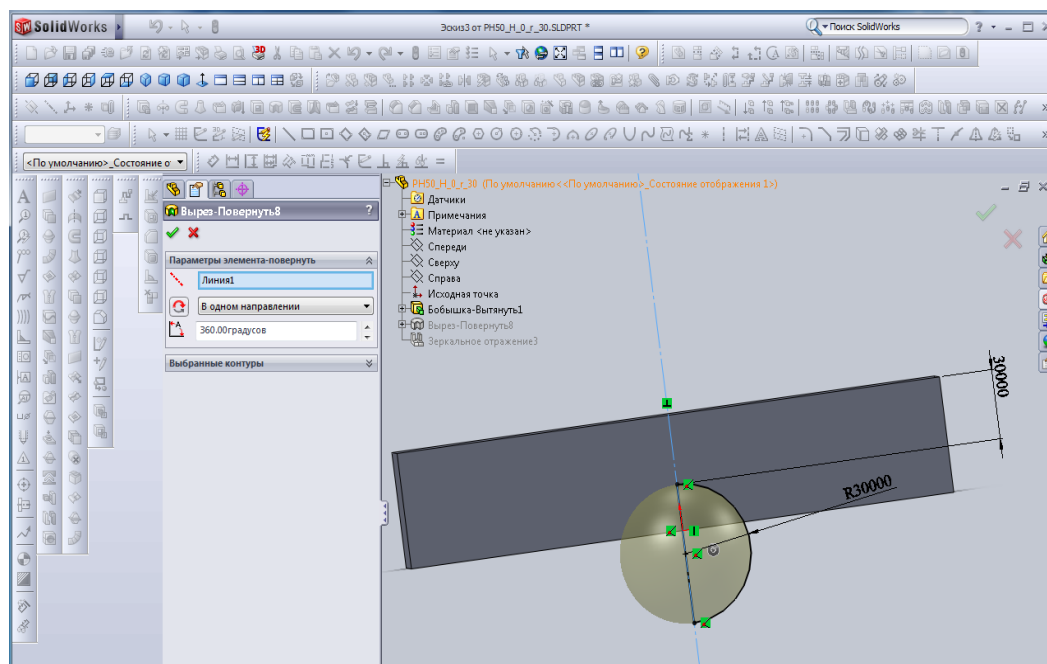 SolidWorks
Эскиз3 от PH50_H_0_r_30.SLDPRT *
Поиск SolidWorks
<По умолчанию>_Состояние о
PH50_H_0_r_30 (По умолчанию<<По умолчанию>_Состояние отображения 1>)
Датчики
Примечания
Материал <не указан>
Спереди
Сверху
Справа
Исходная точка
Бобышка-Вытянуть1
Вырез-Повернуть8
Зеркальное отражение3
Вырез-Повернуть8
?
Параметры элемента-повернуть
Линия1
В одном направлении
360.00градусов
Выбранные контуры
30000
R30000